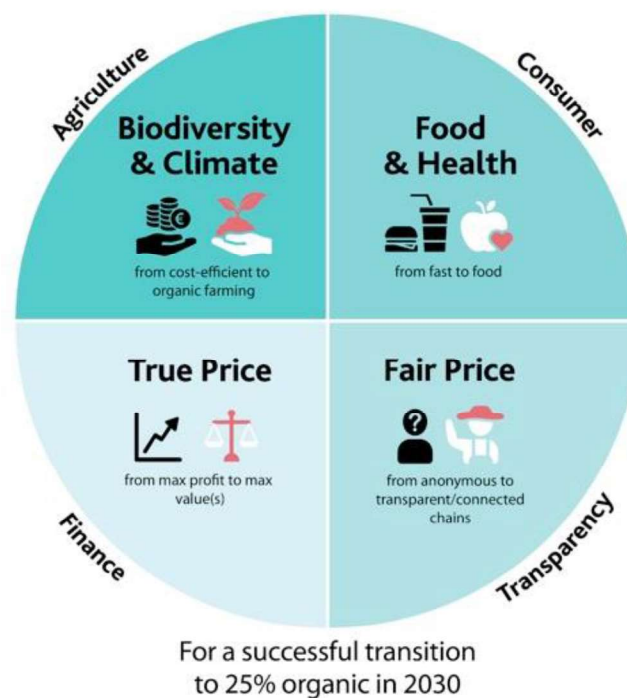 Agriculture
Consumer
Biodiversity
& Climate
€
from cost-efficient to
organic farming
Food
& Health
from fast to food
True Price
from max profit to max
value(s)
Fair Price
?
from anonymous to
transparent/connected
chains
Finance
Transparency
For a successful transition
to 25% organic in 2030